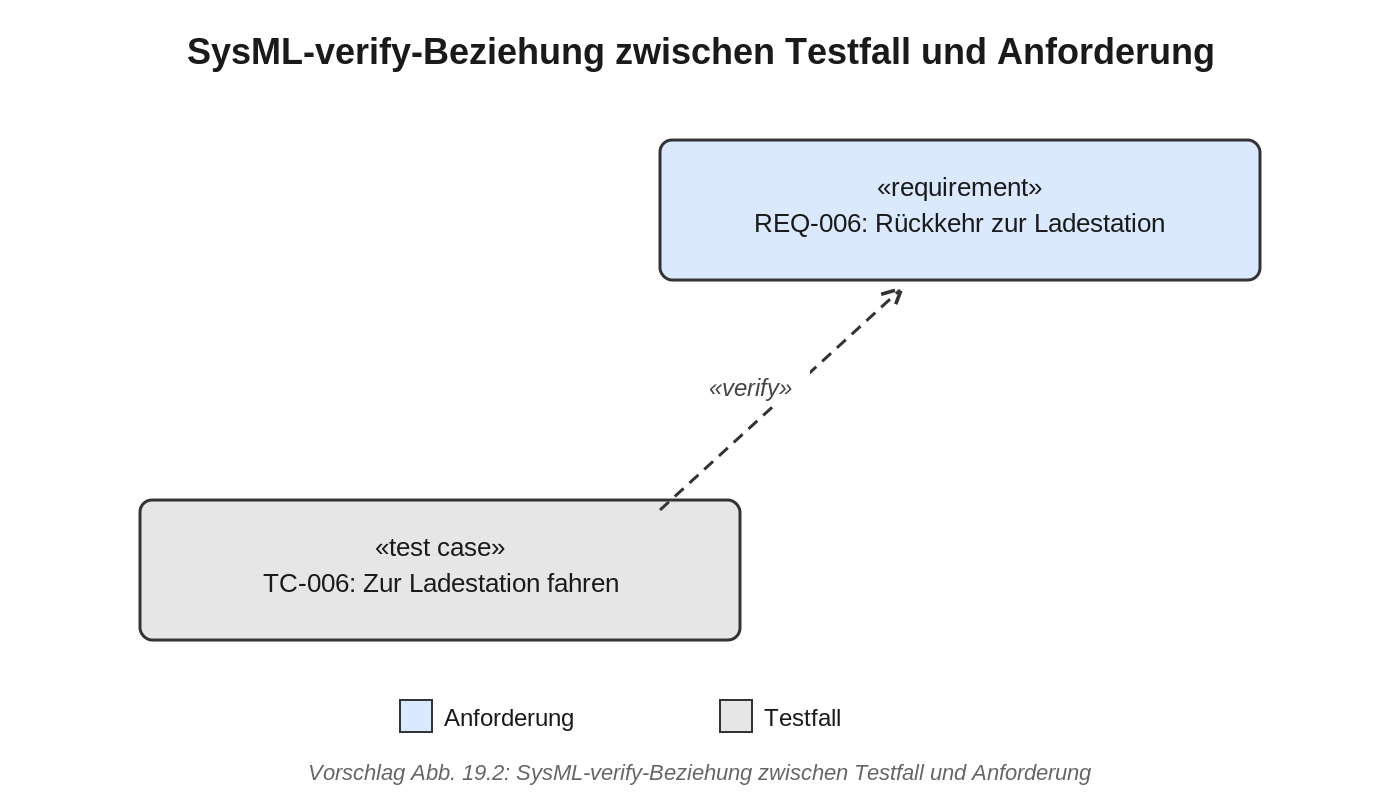 SysML-verify-Beziehung zwischen Testfall und Anforderung
«requirement»
REQ-006: Rückkehr zur Ladestation
«verify»
«test case»
TC-006: Zur Ladestation fahren
Anforderung
Testfall
Vorschlag Abb. 19.2: SysML-verify-Beziehung zwischen Testfall und Anforderung